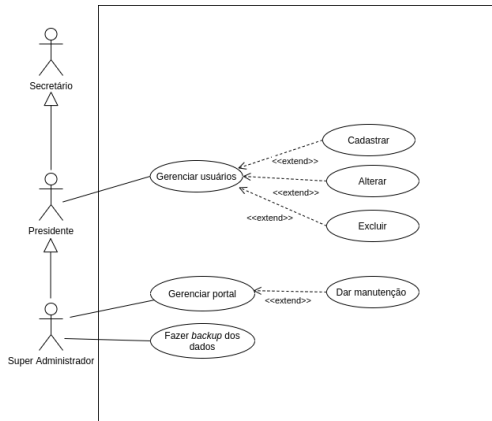 Secretário
Cadastrar
<<extend>>
Gerenciar usuários
Alterar
<<extend>>
<<extend>>
Excluir
Presidente
Gerenciar portal
Dar manutenção
<<extend>>
Fazer backup dos
dados
Super Administrador